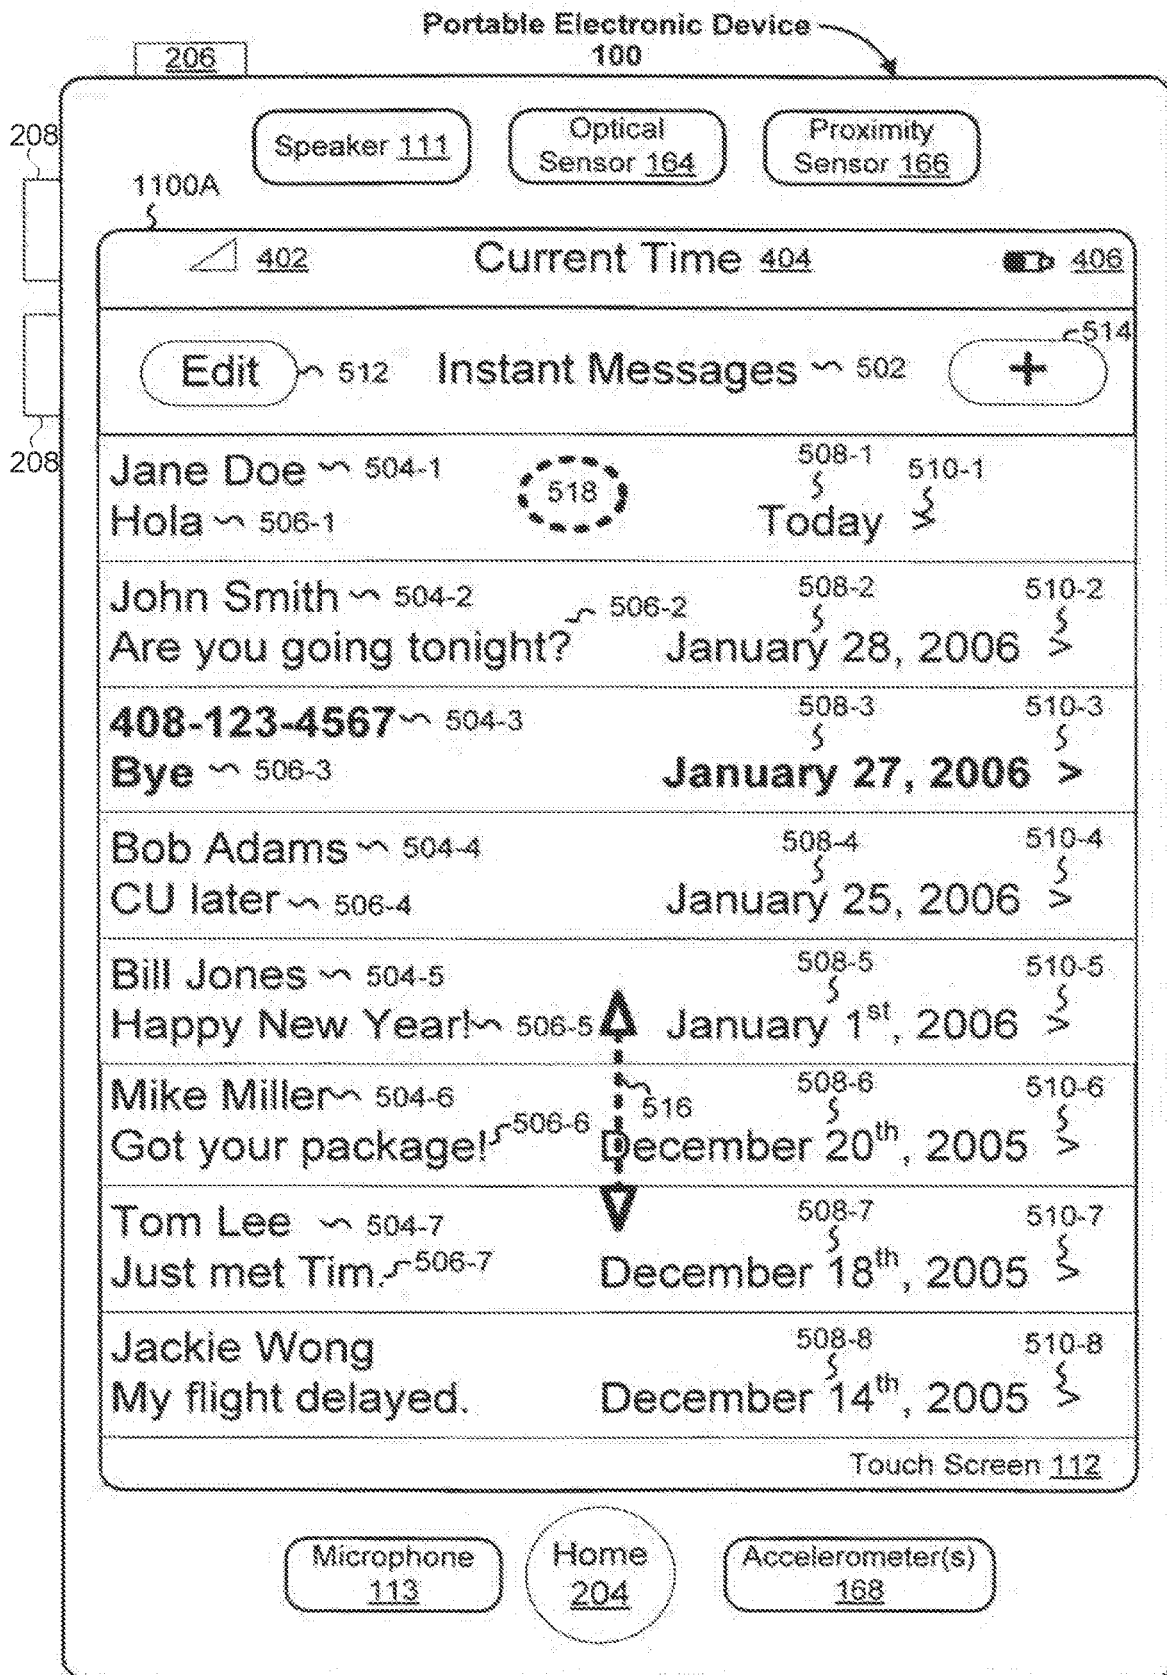 Portable Electronic Device
100
206
208
Speaker 111
Optical
Sensor 164
Proximity
Sensor 166
1100A
402 Current Time 404 406
514
Edit 512 Instant Messages 502 +
208
Jane Doe 504-1 518 508-1 510-1
Hola 506-1 Today >
John Smith 504-2 506-2 508-2 510-2
Are you going tonight? January 28, 2006 >
408-123-4567 504-3 508-3 510-3
Bye 506-3 January 27, 2006 >
Bob Adams 504-4 508-4 510-4
CU later 506-4 January 25, 2006 >
Bill Jones 504-5 508-5 510-5
Happy New Year! 506-5 January 1st, 2006 >
Mike Miller 504-6 506-6 516 508-6 510-6
Got your package! December 20th, 2005 >
Tom Lee 504-7 508-7 510-7
Just met Tim. 506-7 December 18th, 2005 >
Jackie Wong 508-8 510-8
My flight delayed. December 14th, 2005 >
Touch Screen 112
Microphone
113
Home
204
Accelerometer(s)
168